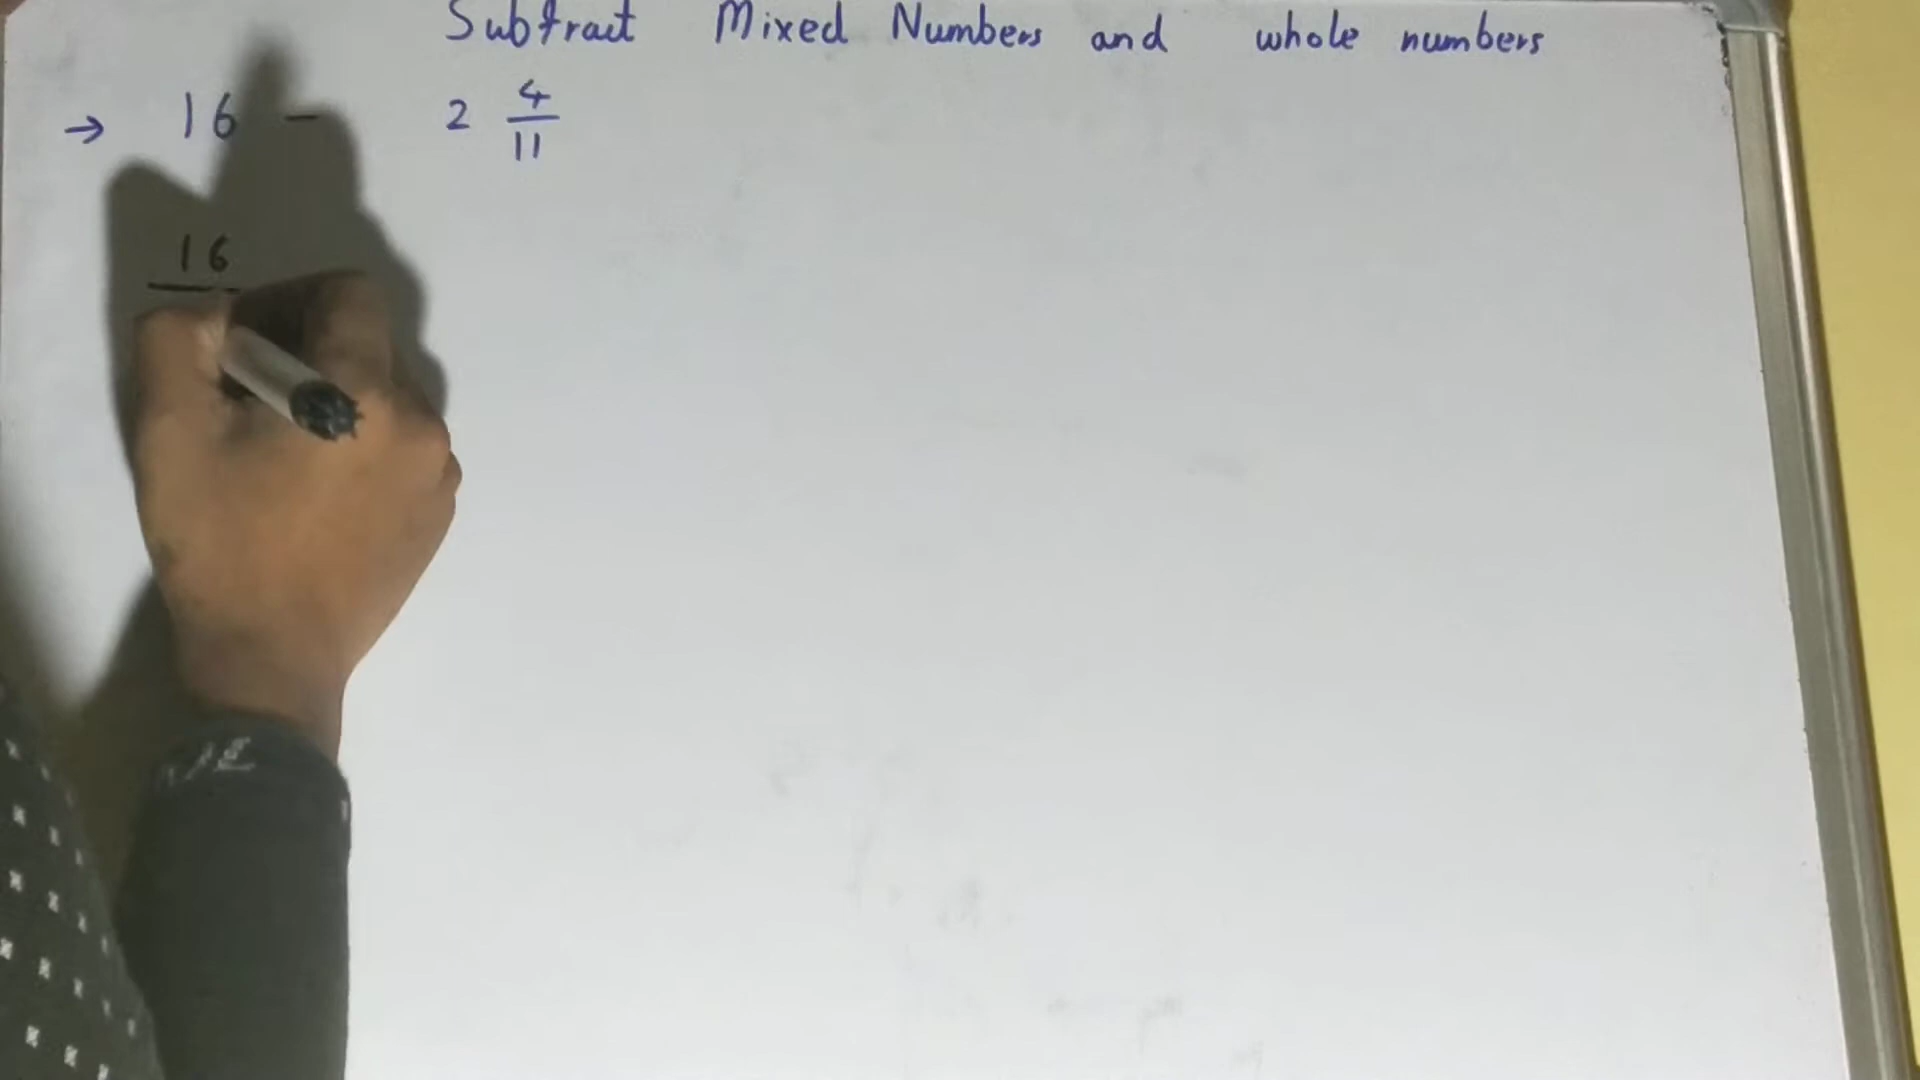 Subtract Mixed Numbers and whole numbers
→ 16 - 2 4/11
16